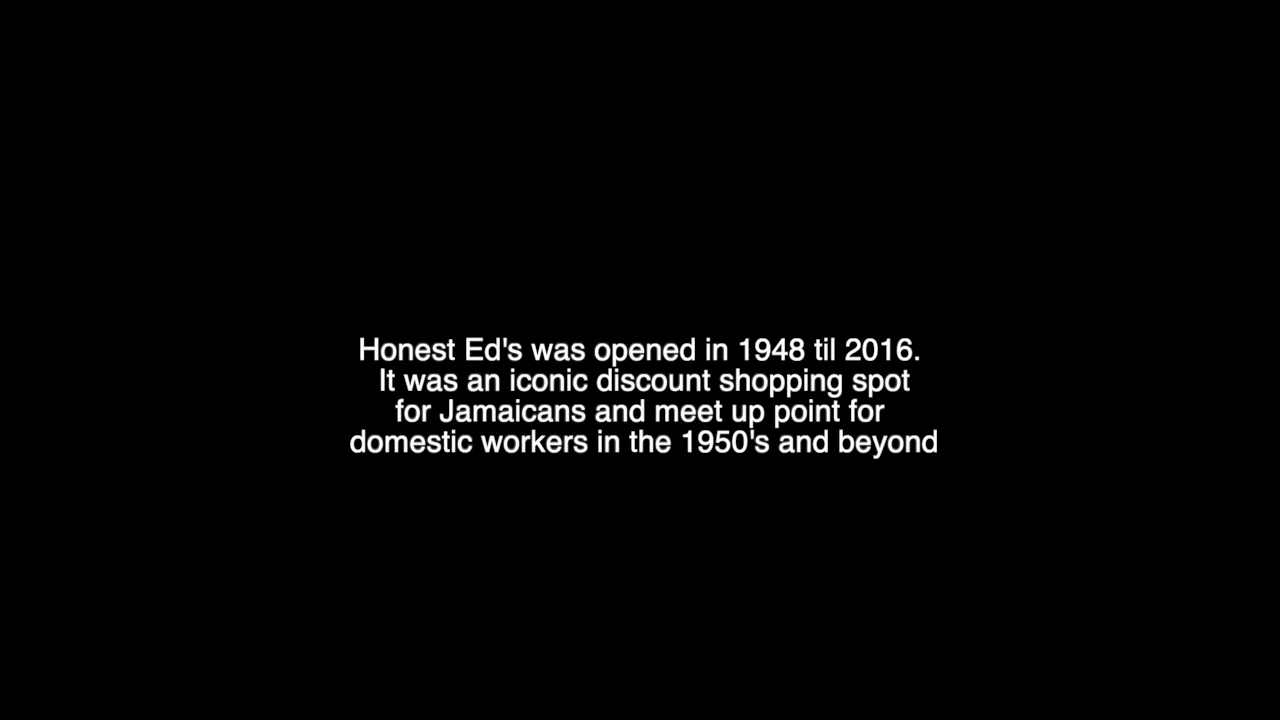 Honest Ed's was opened in 1948 til 2016.
It was an iconic discount shopping spot
for Jamaicans and meet up point for
domestic workers in the 1950's and beyond